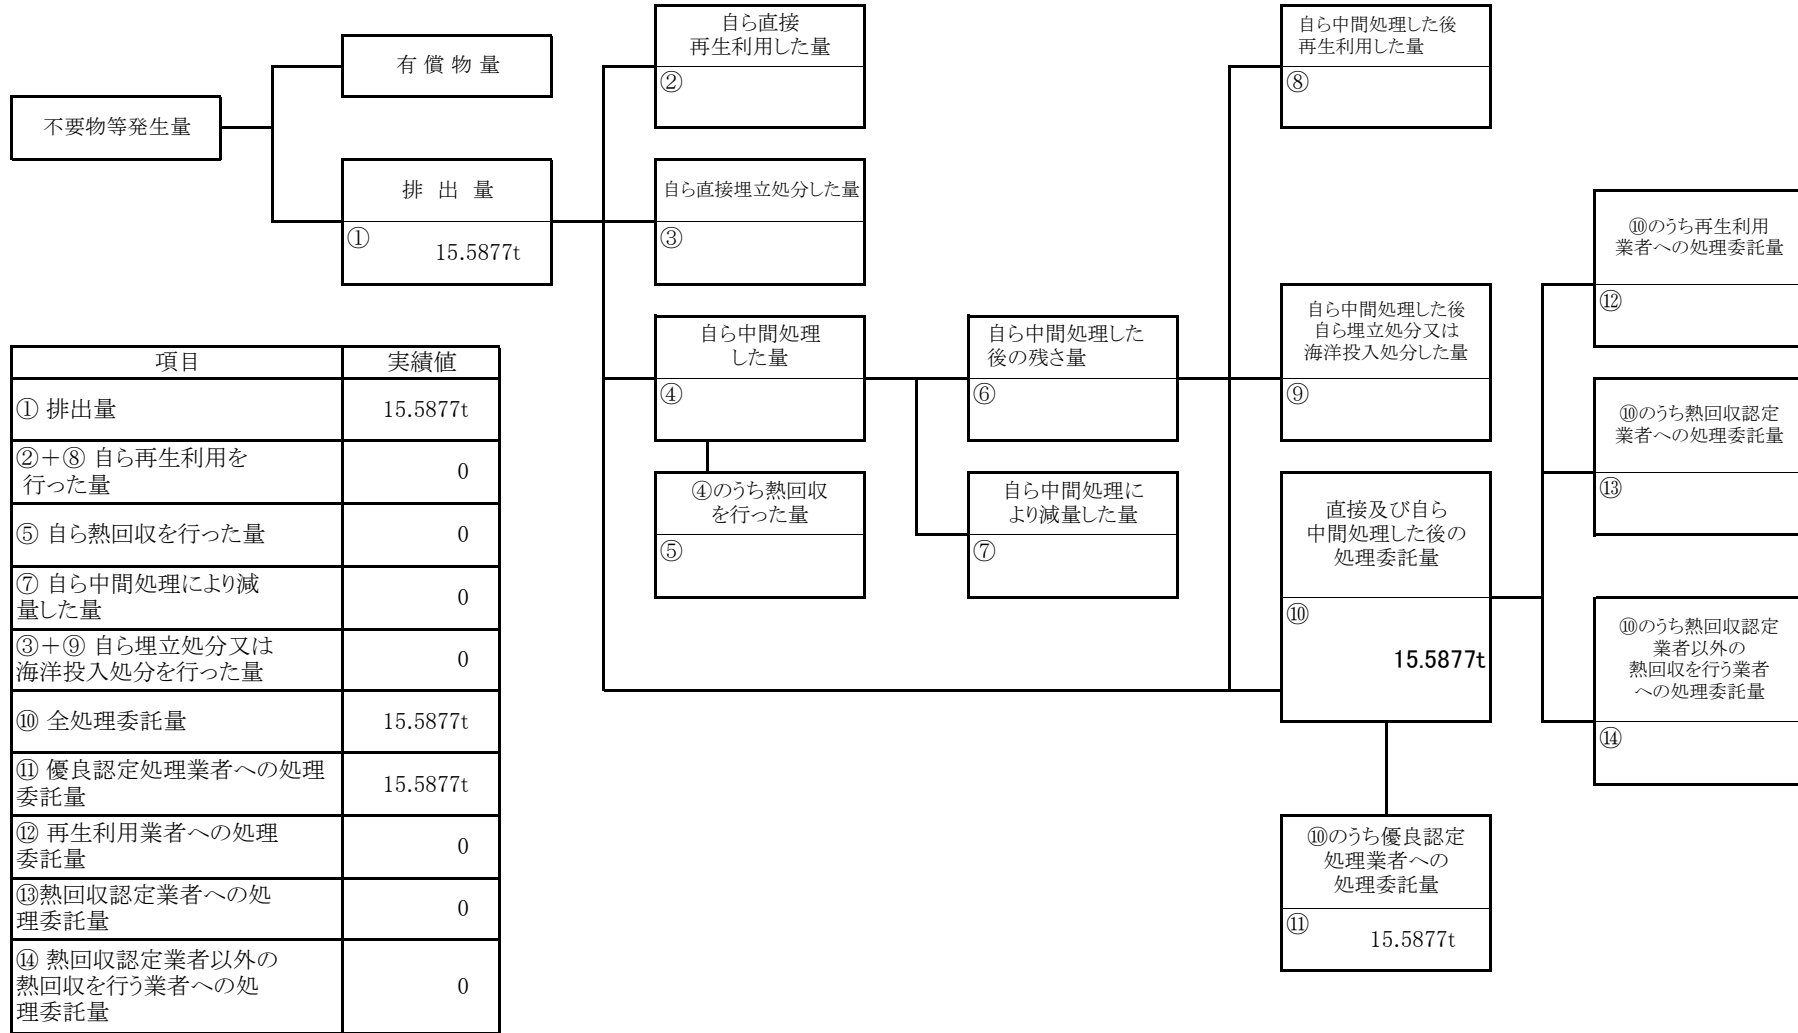 自ら直接
再生利用した量
②
自ら中間処理した後
再生利用した量
⑧
有 償 物 量
不要物等発生量
排 出 量
①
15.5877t
自ら直接埋立処分した量
③
⑩のうち再生利用
業者への処理委託量
⑫
自ら中間処理
した量
④
自ら中間処理した
後の残さ量
⑥
自ら中間処理した後
自ら埋立処分又は
海洋投入処分した量
⑨
⑩のうち熱回収認定
業者への処理委託量
⑬
④のうち熱回収
を行った量
⑤
自ら中間処理に
より減量した量
⑦
直接及び自ら
中間処理した後の
処理委託量
⑩
15.5877t
⑩のうち熱回収認定
業者以外の
熱回収を行う業者
への処理委託量
⑭
⑩のうち優良認定
処理業者への
処理委託量
⑪
15.5877t
項目 実績値
① 排出量 15.5877t
②+⑧ 自ら再生利用を
行った量 0
⑤ 自ら熱回収を行った量 0
⑦ 自ら中間処理により減
量した量 0
③+⑨ 自ら埋立処分又は
海洋投入処分を行った量 0
⑩ 全処理委託量 15.5877t
⑪ 優良認定処理業者への処理
委託量 15.5877t
⑫ 再生利用業者への処理
委託量 0
⑬熱回収認定業者への処
理委託量 0
⑭ 熱回収認定業者以外の
熱回収を行う業者への処
理委託量 0